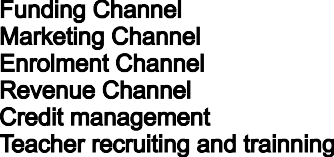 Funding Channel
Marketing Channel
Enrolment Channel
Revenue Channel
Credit management
Teacher recruiting and trainning